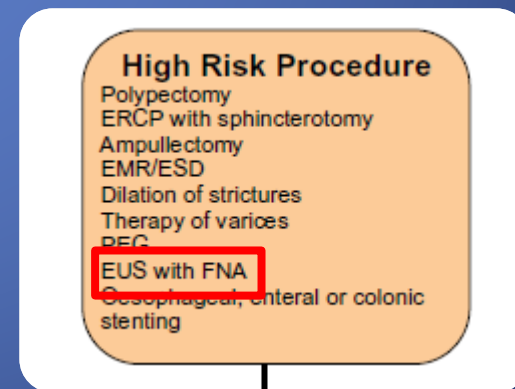 High Risk Procedure
Polypectomy
ERCP with sphincterotomy
Ampullectomy
EMR/ESD
Dilation of strictures
Therapy of varices
PEG
EUS with FNA
Oesophageal, enteral or colonic
stenting